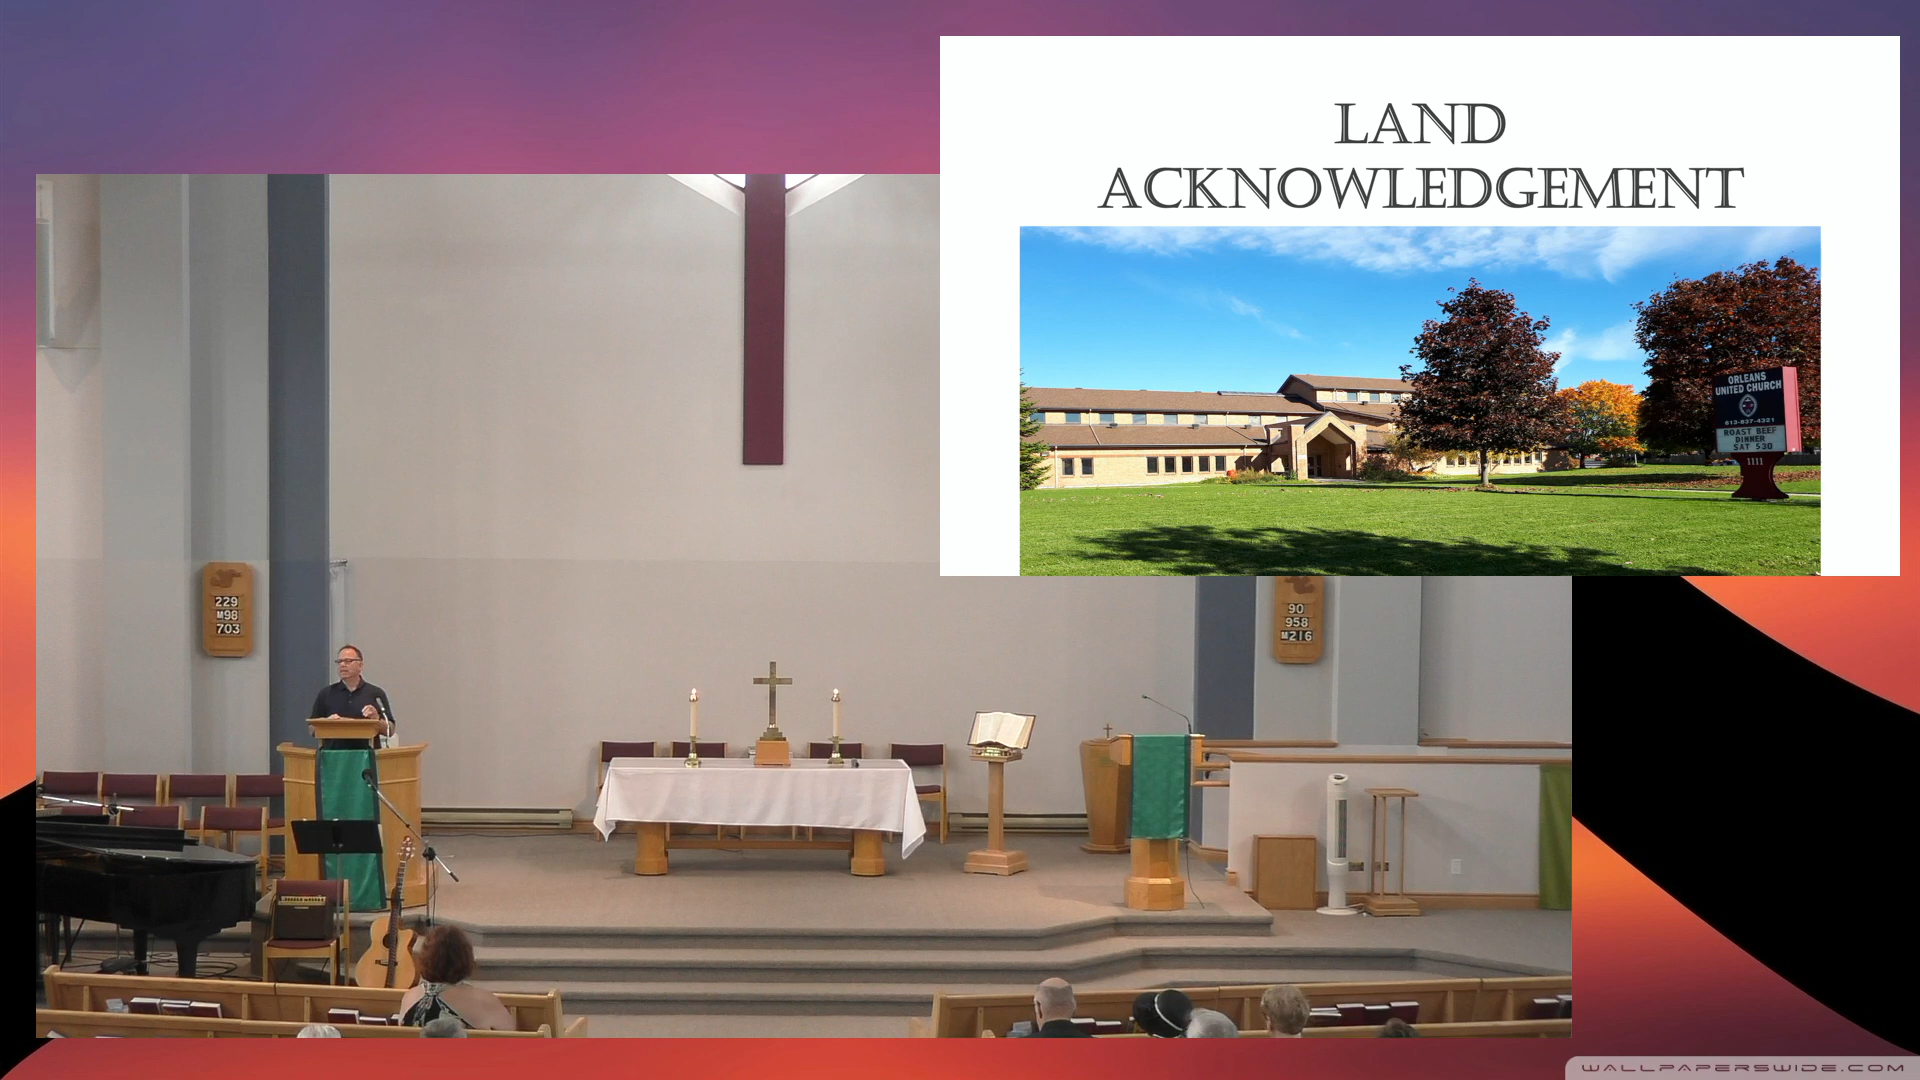 LAND
ACKNOWLEDGEMENT
ORLEANS
UNITED CHURCH
613-837-4321
ROAST BEEF
DINNER
SAT 530
1111
229
M98
703
90
958
M216
WALLPAPERSWIDE.COM